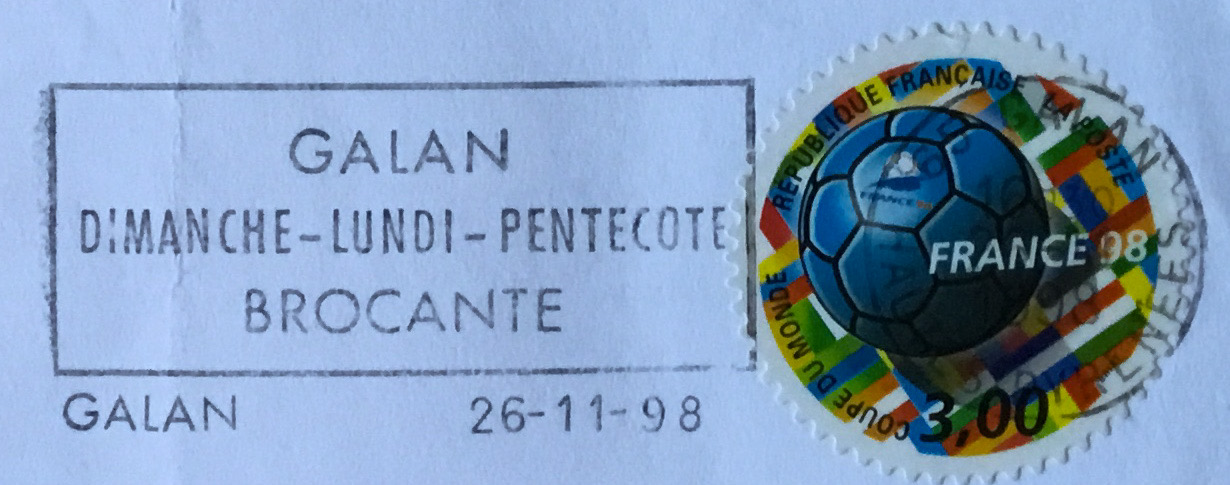 GALAN
DIMANCHE-LUNDI-PENTECOTE
BROCANTE
GALAN
26-11-98
RÉPUBLIQUE FRANÇAISE LA POSTE
FRANCE 98
COUPE DU MONDE
3,00